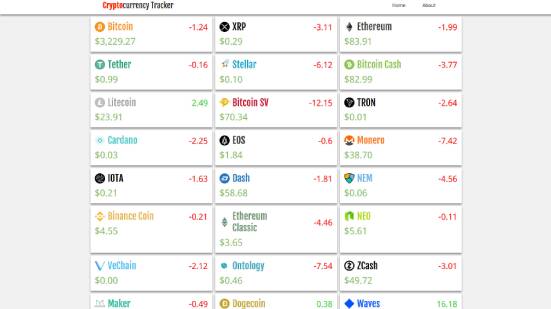 Cryptocurrency Tracker Home About
Bitcoin -1.24
$3,229.27
XRP -3.11
$0.29
Ethereum -1.99
$83.91
Tether -0.16
$0.99
Stellar -6.12
$0.10
Bitcoin Cash -3.77
$82.99
Litecoin 2.49
$23.91
Bitcoin SV -12.15
$70.34
TRON -2.64
$0.01
Cardano -2.25
$0.03
EOS -0.6
$1.84
Monero -7.42
$38.70
IOTA -1.63
$0.21
Dash -1.81
$58.68
NEM -4.56
$0.06
Binance Coin -0.21
$4.55
Ethereum
Classic -4.46
$3.65
NEO -0.11
$5.61
VeChain -2.12
$0.00
Ontology -7.54
$0.46
ZCash -3.01
$49.72
Maker -0.49
Dogecoin 0.38
Waves 16.18